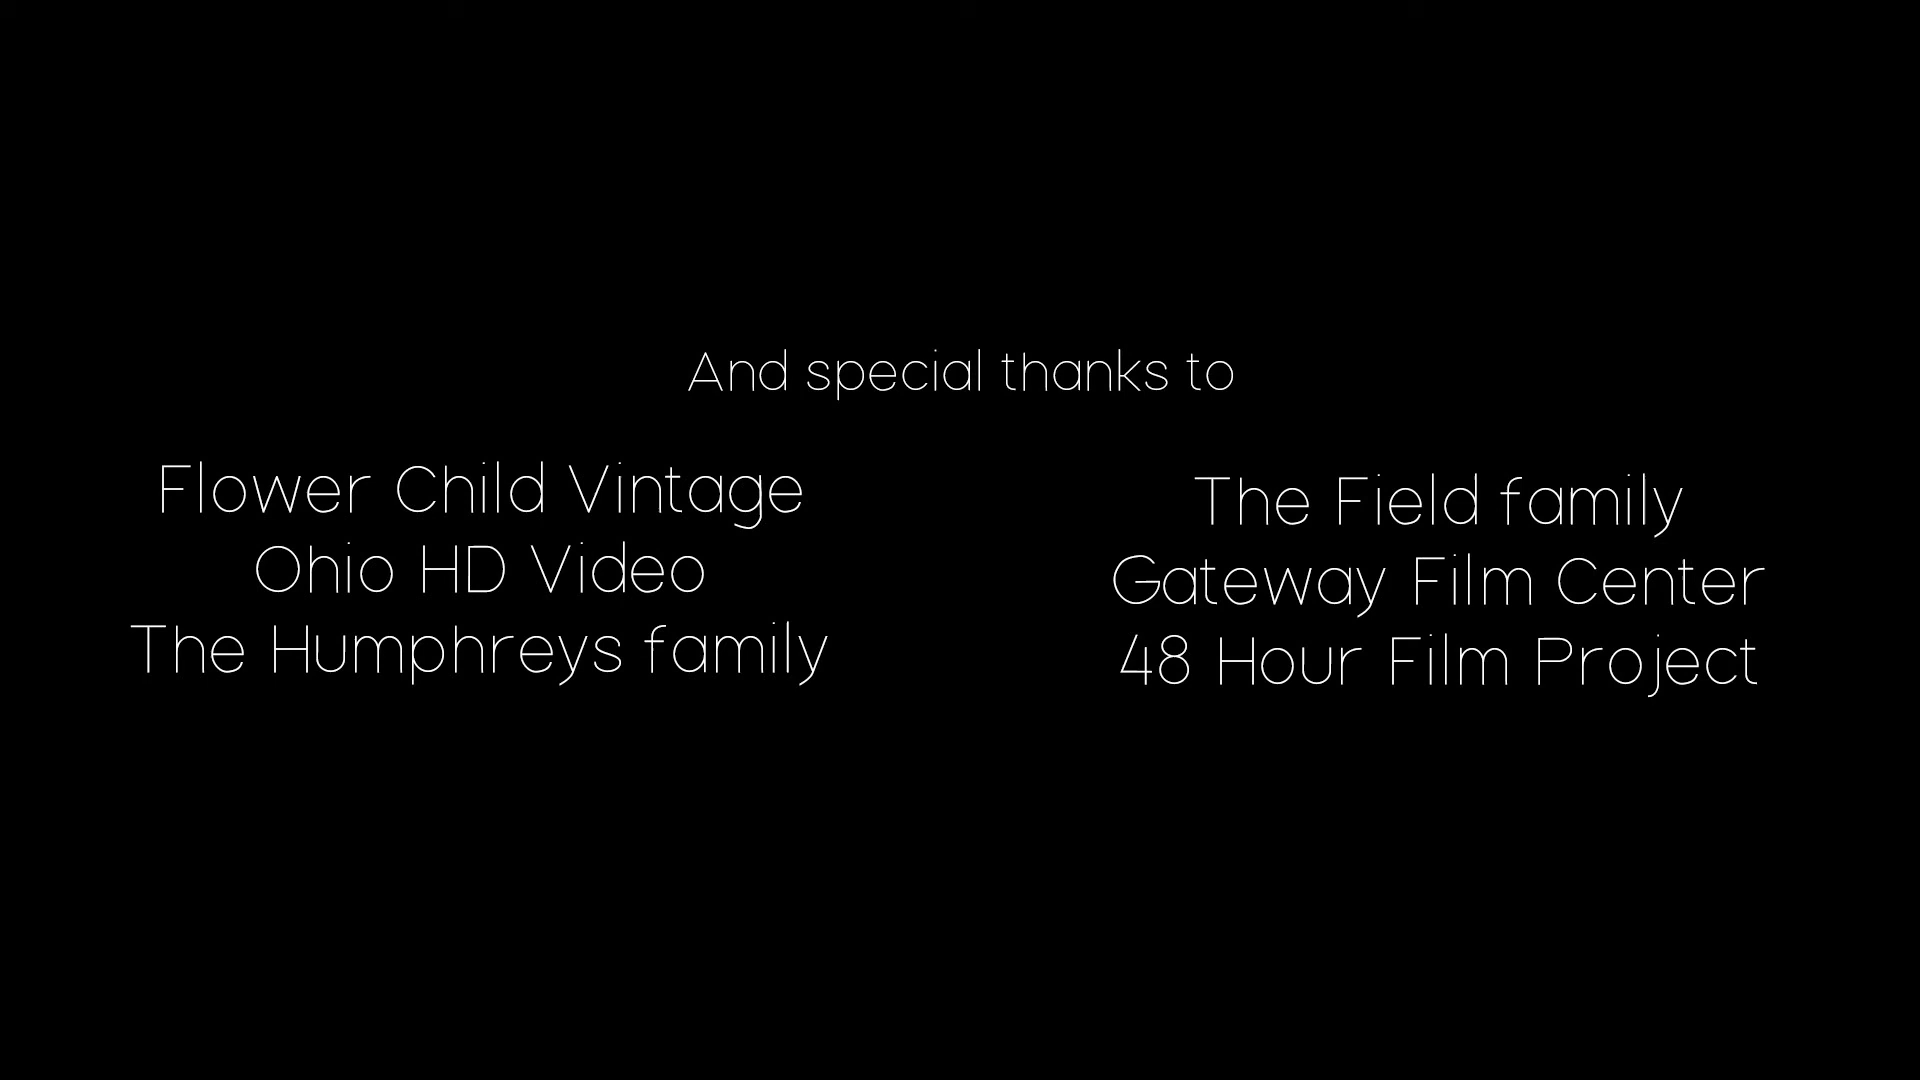 And special thanks to
Flower Child Vintage
Ohio HD Video
The Humphreys family
The Field family
Gateway Film Center
48 Hour Film Project